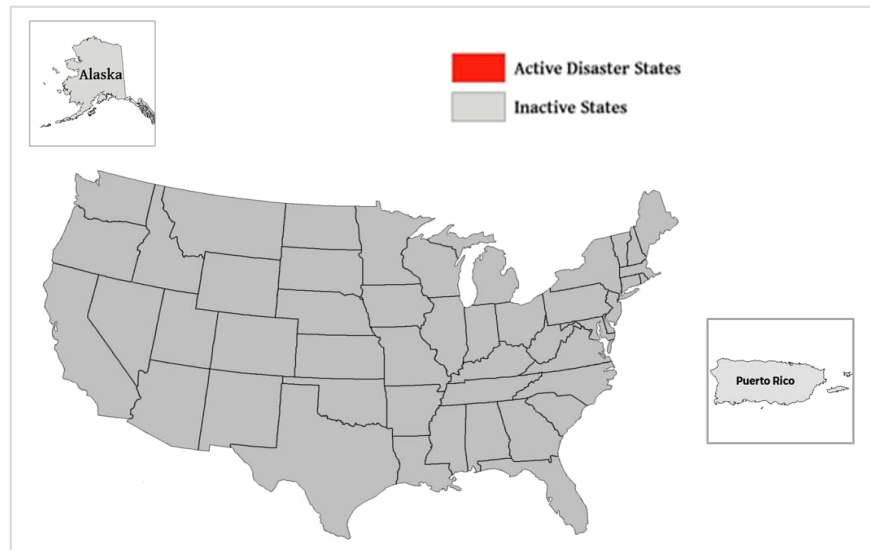 Alaska
Active Disaster States
Inactive States
Puerto Rico